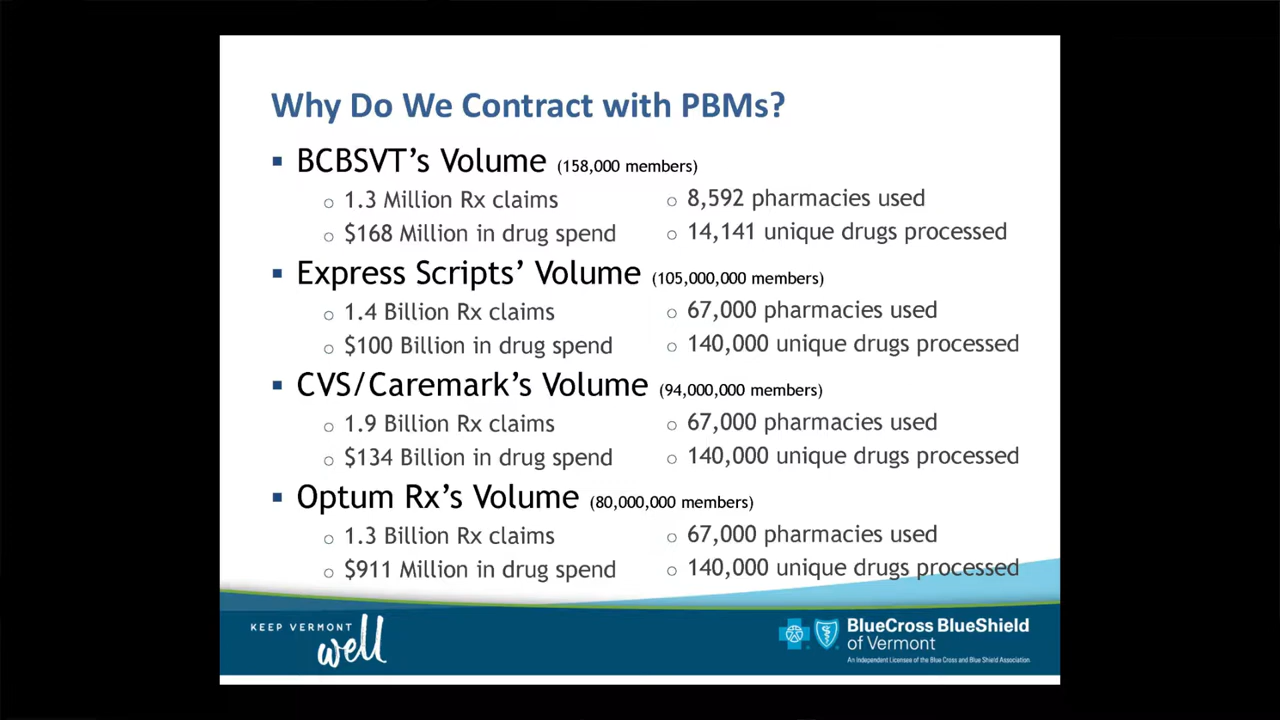 Why Do We Contract with PBMs?
▪ BCBSVT’s Volume (158,000 members)
○ 1.3 Million Rx claims
○ $168 Million in drug spend
○ 8,592 pharmacies used
○ 14,141 unique drugs processed
▪ Express Scripts’ Volume (105,000,000 members)
○ 1.4 Billion Rx claims
○ $100 Billion in drug spend
○ 67,000 pharmacies used
○ 140,000 unique drugs processed
▪ CVS/Caremark’s Volume (94,000,000 members)
○ 1.9 Billion Rx claims
○ $134 Billion in drug spend
○ 67,000 pharmacies used
○ 140,000 unique drugs processed
▪ Optum Rx’s Volume (80,000,000 members)
○ 1.3 Billion Rx claims
○ $911 Million in drug spend
○ 67,000 pharmacies used
○ 140,000 unique drugs processed
KEEP VERMONT
well
BlueCross BlueShield
of Vermont
An Independent Licensee of the Blue Cross and Blue Shield Association.